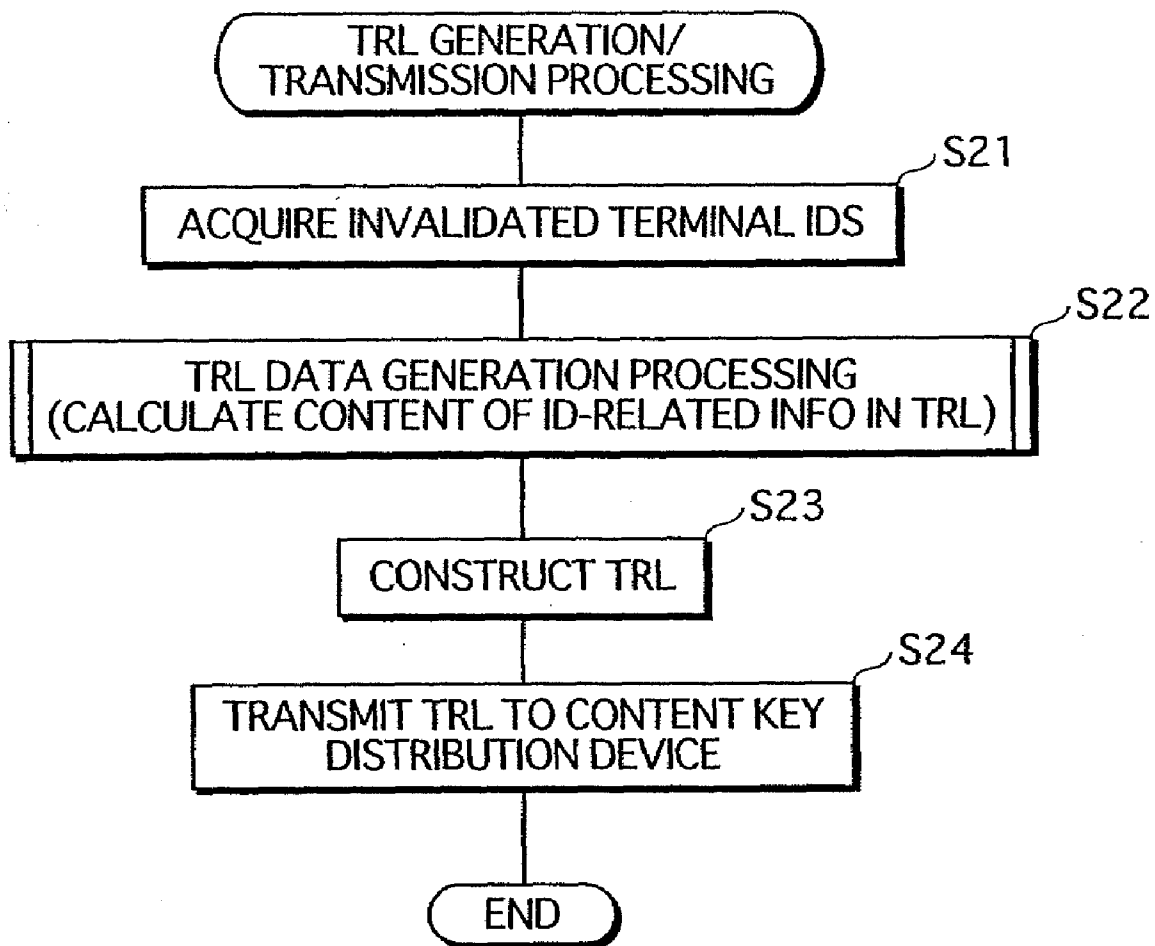 TRL GENERATION/
TRANSMISSION PROCESSING
S21
ACQUIRE INVALIDATED TERMINAL IDS
S22
TRL DATA GENERATION PROCESSING
(CALCULATE CONTENT OF ID-RELATED INFO IN TRL)
S23
CONSTRUCT TRL
S24
TRANSMIT TRL TO CONTENT KEY
DISTRIBUTION DEVICE
END